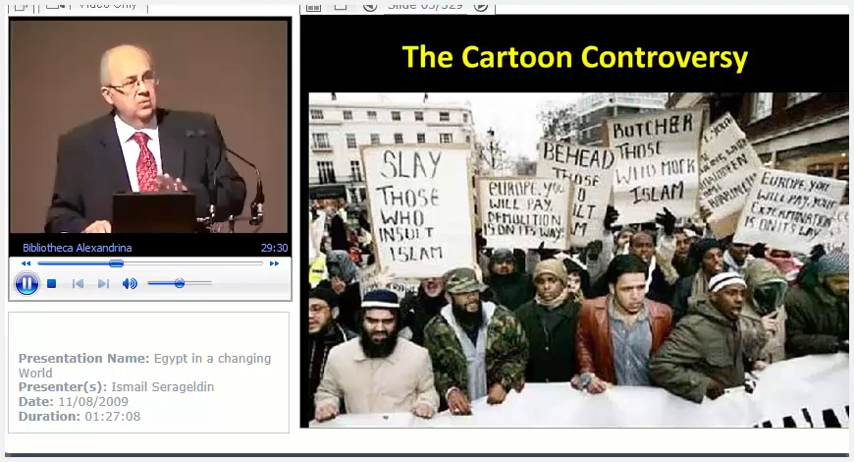 Video Only
Slide 65/329
The Cartoon Controversy
SLAY
THOSE
WHO
INSULT
ISLAM
EUROPE, YOU
WILL PAY,
DEMOLITION
IS ON ITS WAY!
BEHEAD
THOSE
BUTCHER
THOSE
WHO MOCK
ISLAM
EUROPE, YOU
WILL PAY, YOUR
EXTERMINATION
IS ON ITS WAY
Bibliotheca Alexandrina 29:30
Presentation Name: Egypt in a changing
World
Presenter(s): Ismail Serageldin
Date: 11/08/2009
Duration: 01:27:08